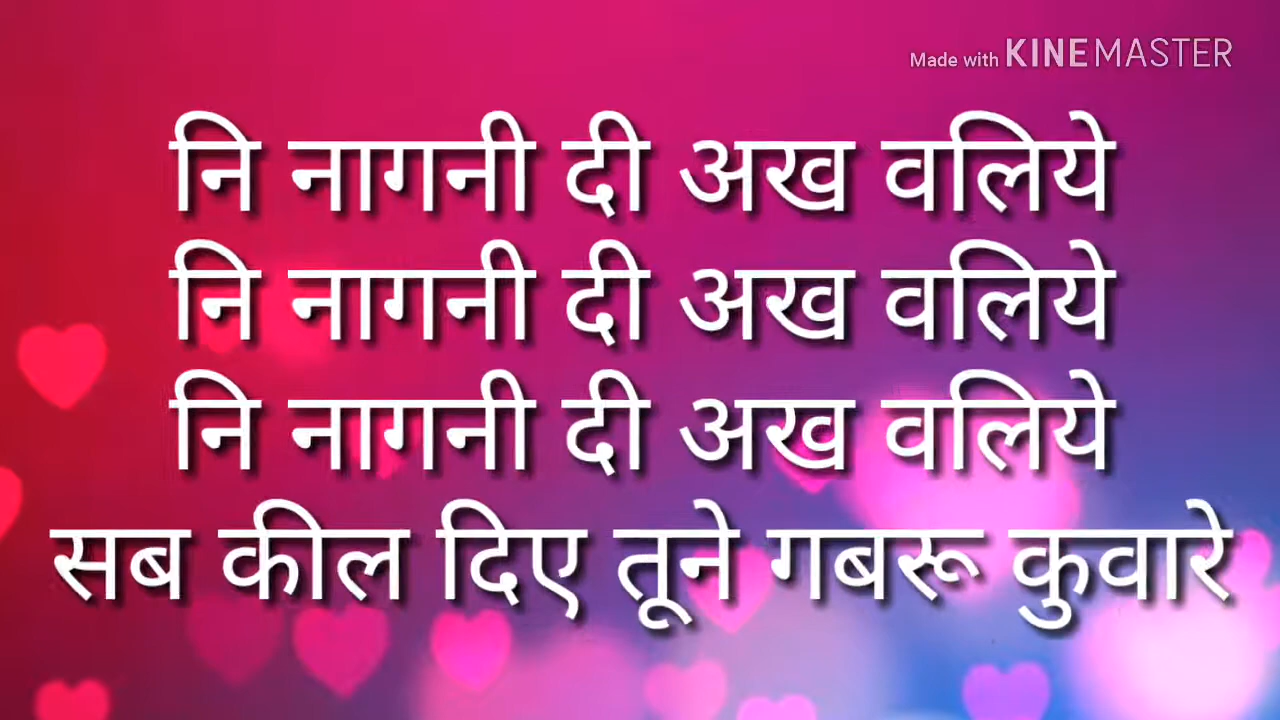 Made with KINEMASTER
नि नागनी दी अख वलिये
नि नागनी दी अख वलिये
नि नागनी दी अख वलिये
सब कील दिए तूने गबरू कुवारे